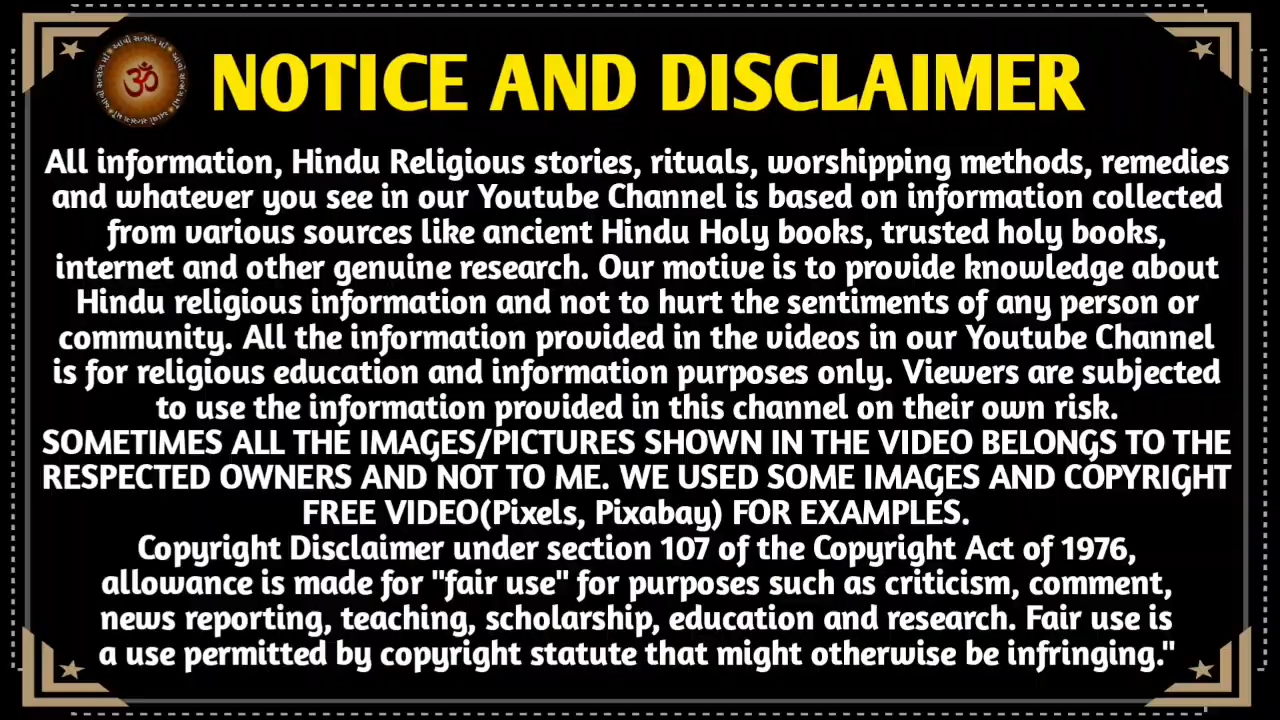 NOTICE AND DISCLAIMER
All information, Hindu Religious stories, rituals, worshipping methods, remedies
and whatever you see in our Youtube Channel is based on information collected
from various sources like ancient Hindu Holy books, trusted holy books,
internet and other genuine research. Our motive is to provide knowledge about
Hindu religious information and not to hurt the sentiments of any person or
community. All the information provided in the videos in our Youtube Channel
is for religious education and information purposes only. Viewers are subjected
to use the information provided in this channel on their own risk.
SOMETIMES ALL THE IMAGES/PICTURES SHOWN IN THE VIDEO BELONGS TO THE
RESPECTED OWNERS AND NOT TO ME. WE USED SOME IMAGES AND COPYRIGHT
FREE VIDEO(Pixels, Pixabay) FOR EXAMPLES.
Copyright Disclaimer under section 107 of the Copyright Act of 1976,
allowance is made for "fair use" for purposes such as criticism, comment,
news reporting, teaching, scholarship, education and research. Fair use is
a use permitted by copyright statute that might otherwise be infringing."
ॐ